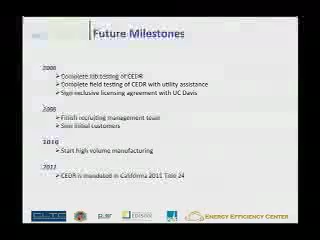 Future Milestones
2008
Complete lab testing of CEDR
Complete field testing of CEDR with utility assistance
Sign exclusive licensing agreement with UC Davis
2009
Finish recruiting management team
Sign initial customers
2010
Start high volume manufacturing
2011
CEDR is mandated in California 2011 Title 24
CLTC EDISON ENERGY EFFICIENCY CENTER